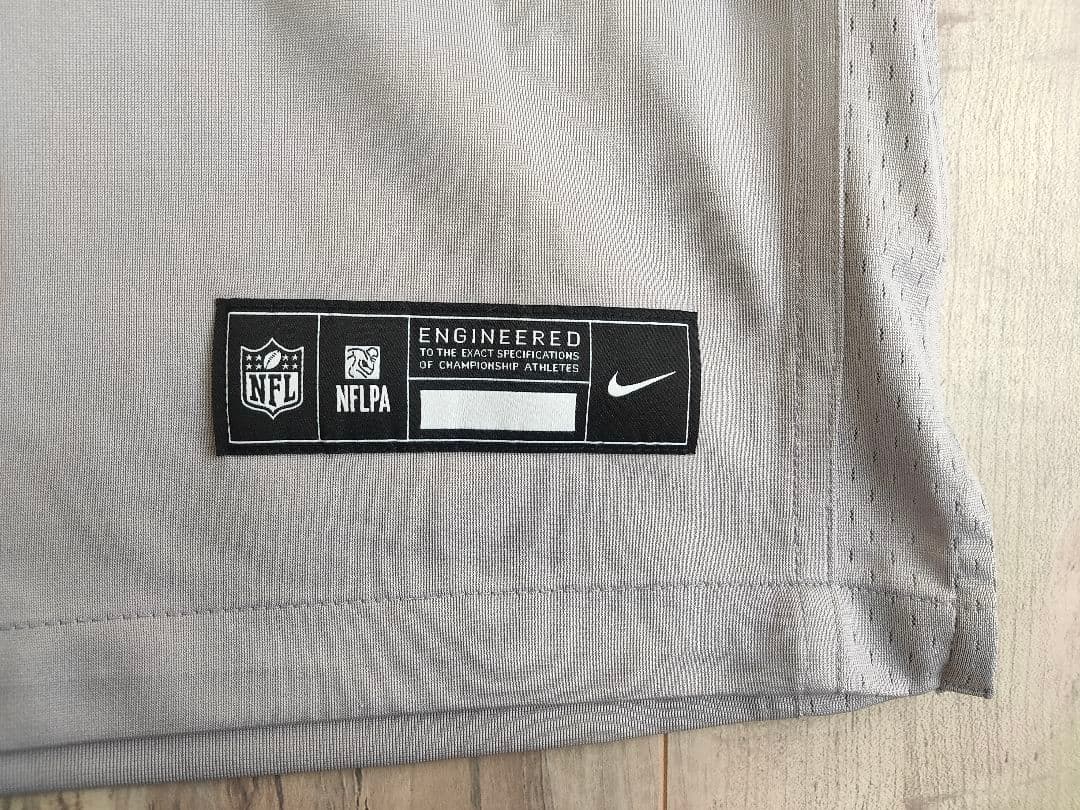 NFL
NFLPA
ENGINEERED
TO THE EXACT SPECIFICATIONS
OF CHAMPIONSHIP ATHLETES